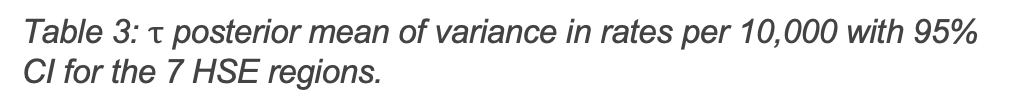 Table 3: τ posterior mean of variance in rates per 10,000 with 95%
CI for the 7 HSE regions.